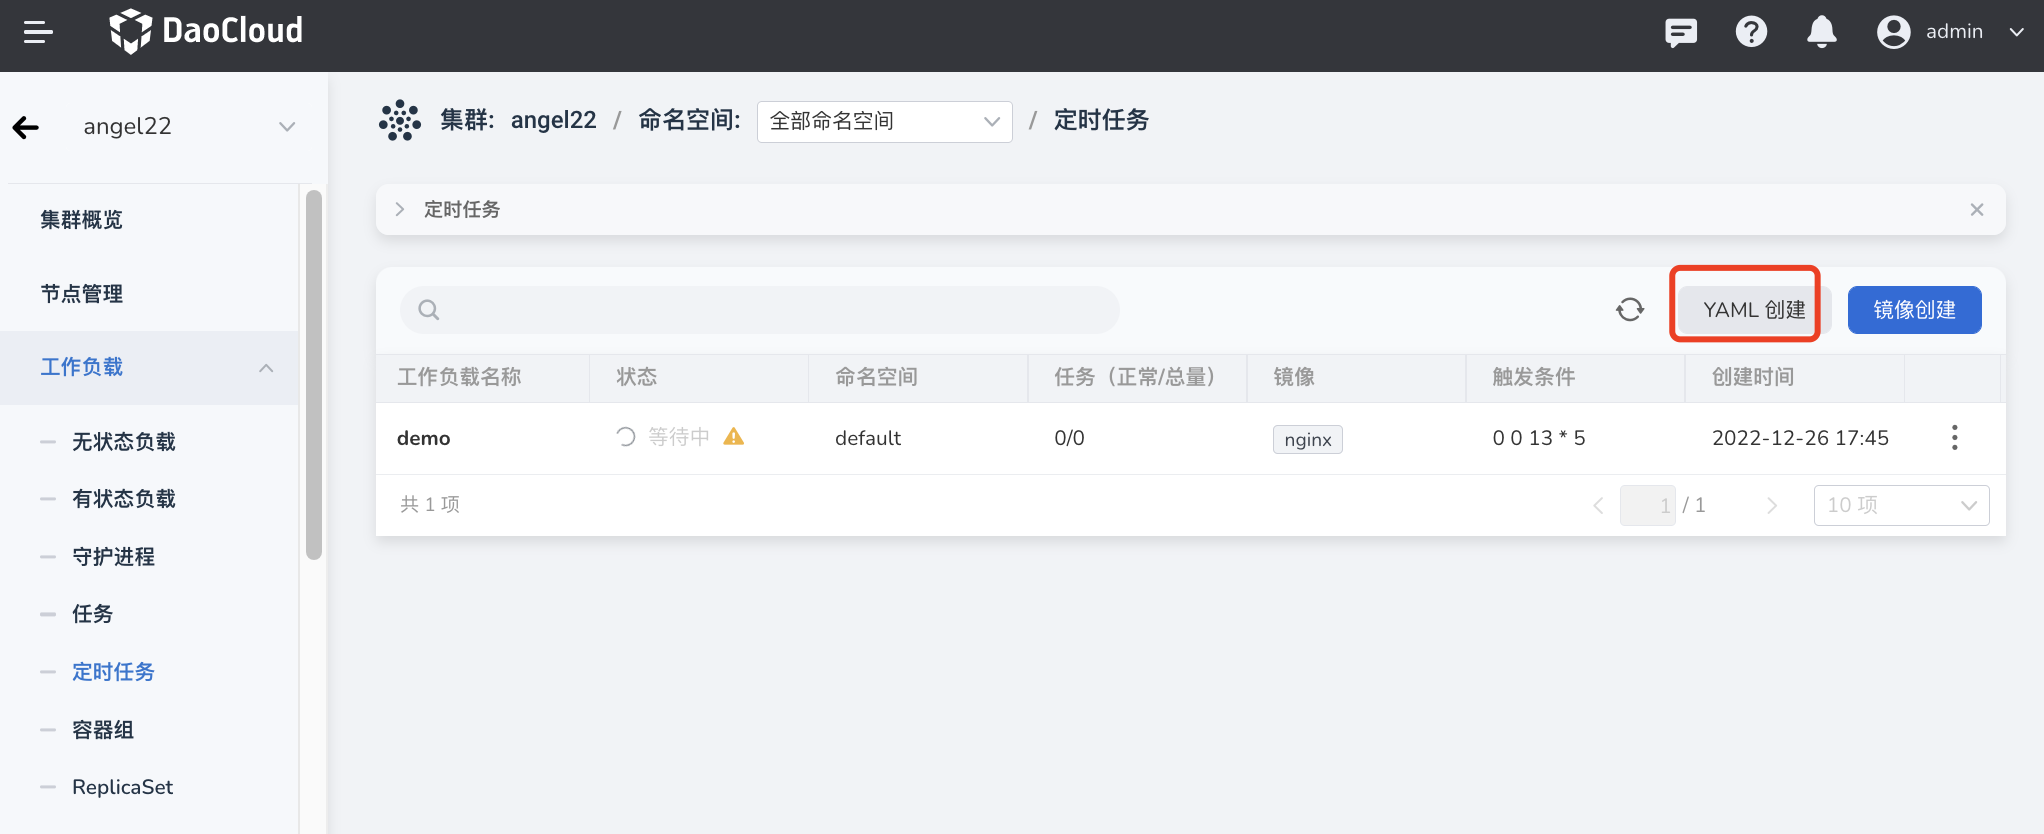 DaoCloud
admin
angel22
集群: angel22 / 命名空间: 全部命名空间 / 定时任务
集群概览
节点管理
工作负载
无状态负载
有状态负载
守护进程
任务
定时任务
容器组
ReplicaSet
定时任务
YAML 创建 镜像创建
工作负载名称 状态 命名空间 任务（正常/总量） 镜像 触发条件 创建时间
demo 等待中 default 0/0 nginx 0 0 13 * 5 2022-12-26 17:45
共 1 项 1 / 1 10 项